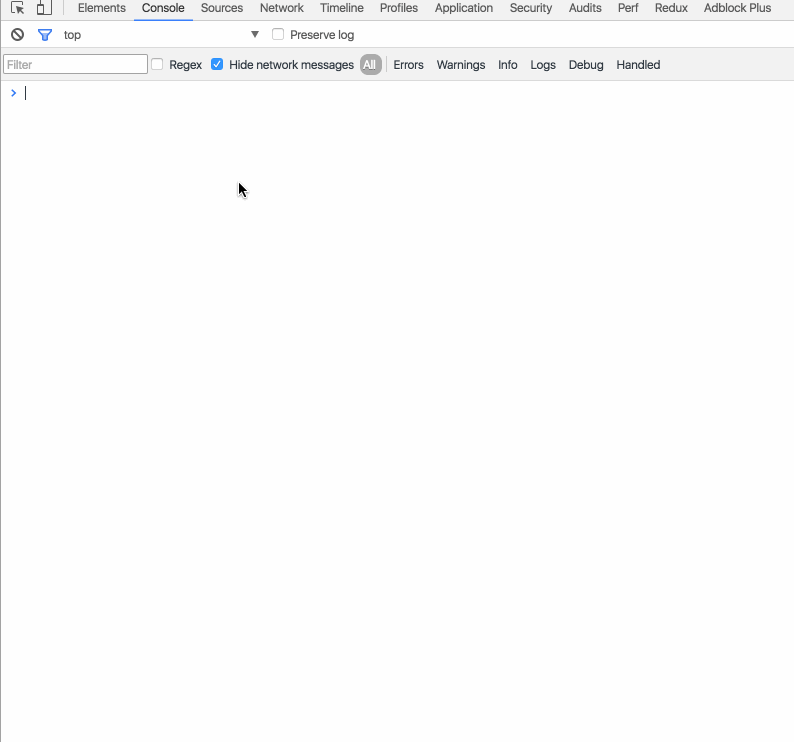 Elements Console Sources Network Timeline Profiles Application Security Audits Perf Redux Adblock Plus
top Preserve log
Filter Regex Hide network messages All Errors Warnings Info Logs Debug Handled